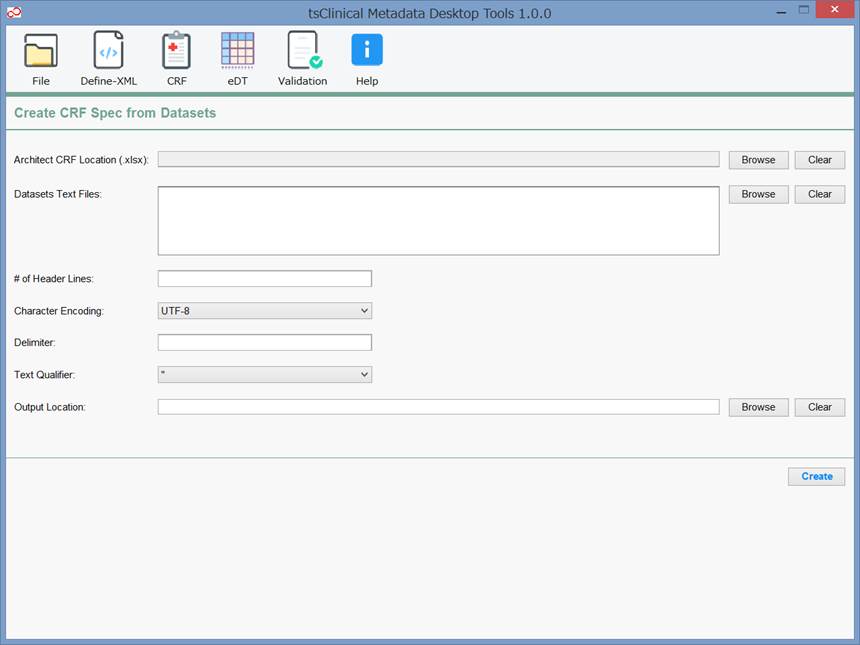 tsClinical Metadata Desktop Tools 1.0.0
File Define-XML CRF eDT Validation Help
Create CRF Spec from Datasets
Architect CRF Location (.xlsx): Browse Clear
Datasets Text Files: Browse Clear
# of Header Lines:
Character Encoding: UTF-8
Delimiter:
Text Qualifier: "
Output Location: Browse Clear
Create